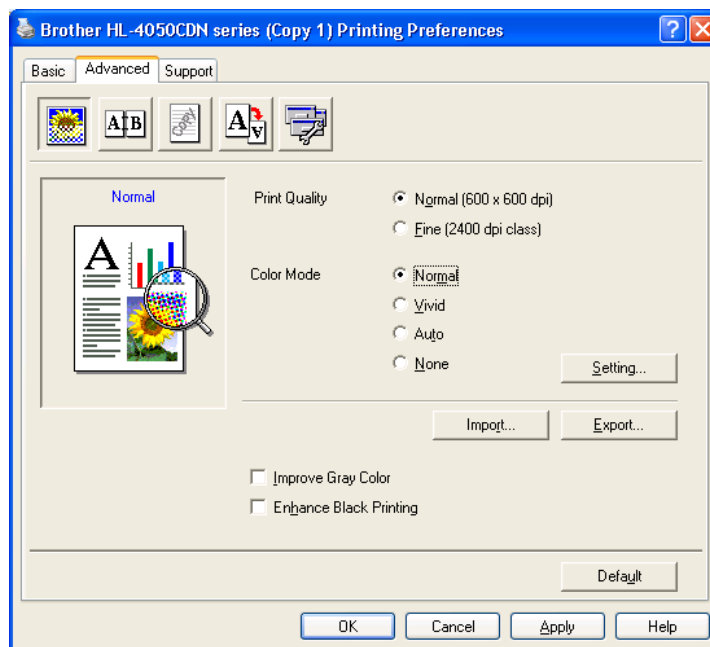 Brother HL-4050CDN series (Copy 1) Printing Preferences
Basic Advanced Support
A B COPY A A
Normal
A
Print Quality
Normal (600 x 600 dpi)
Fine (2400 dpi class)
Color Mode
Normal
Vivid
Auto
None
Setting...
Import... Export...
Improve Gray Color
Enhance Black Printing
Default
OK Cancel Apply Help